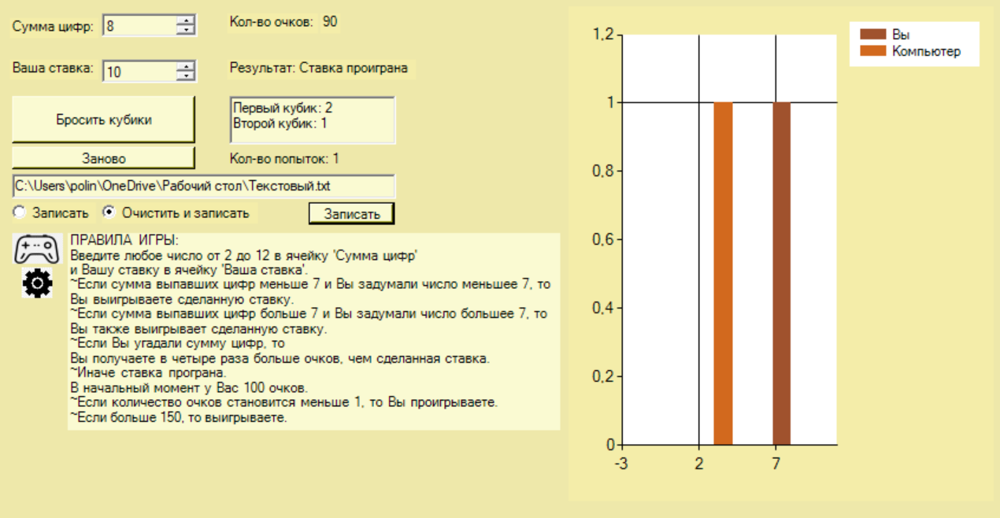 Сумма цифр: 8
Кол-во очков: 90
Ваша ставка: 10
Результат: Ставка проиграна
Бросить кубики
Первый кубик: 2
Второй кубик: 1
Заново
Кол-во попыток: 1
C:\Users\polin\OneDrive\Рабочий стол\Текстовый.txt
Записать
Очистить и записать
Записать
ПРАВИЛА ИГРЫ:
Введите любое число от 2 до 12 в ячейку 'Сумма цифр'
и Вашу ставку в ячейку 'Ваша ставка'.
~Если сумма выпавших цифр меньше 7 и Вы задумали число меньшее 7, то
Вы выигрываете сделанную ставку.
~Если сумма выпавших цифр больше 7 и Вы задумали число большее 7, то
Вы также выигрывает сделанную ставку.
~Если Вы угадали сумму цифр, то
Вы получаете в четыре раза больше очков, чем сделанная ставка.
~Иначе ставка програна.
В начальный момент у Вас 100 очков.
~Если количество очков становится меньше 1, то Вы проигрываете.
~Если больше 150, то выигрываете.
1,2
1
0,8
0,6
0,4
0,2
0
-3 2 7
Вы
Компьютер